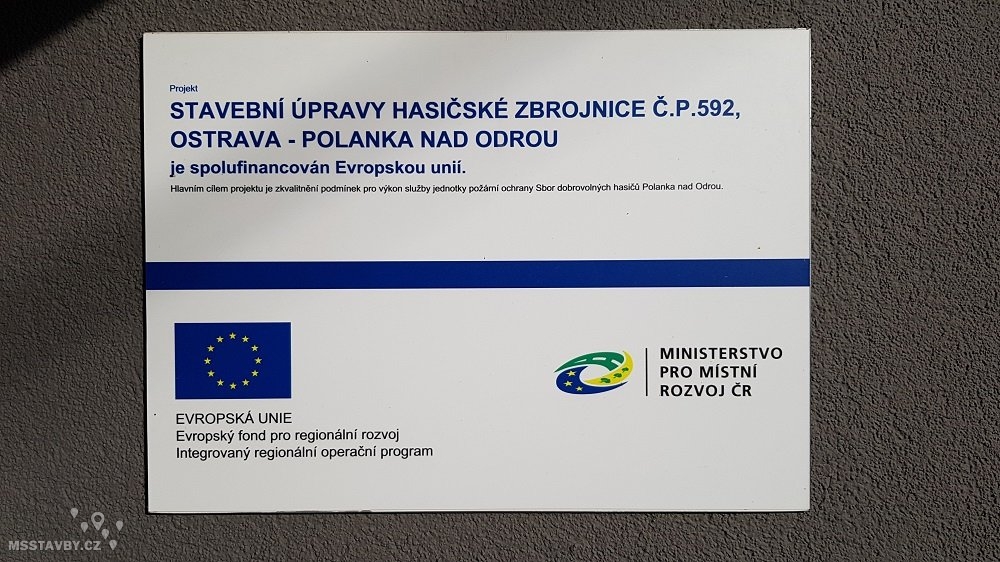 Projekt
STAVEBNÍ ÚPRAVY HASIČSKÉ ZBROJNICE Č.P.592,
OSTRAVA - POLANKA NAD ODROU
je spolufinancován Evropskou unií.
Hlavním cílem projektu je zkvalitnění podmínek pro výkon služby jednotky požární ochrany Sbor dobrovolných hasičů Polanka nad Odrou.
EVROPSKÁ UNIE
Evropský fond pro regionální rozvoj
Integrovaný regionální operační program
MINISTERSTVO
PRO MÍSTNÍ
ROZVOJ ČR
MSSTAVBY.CZ